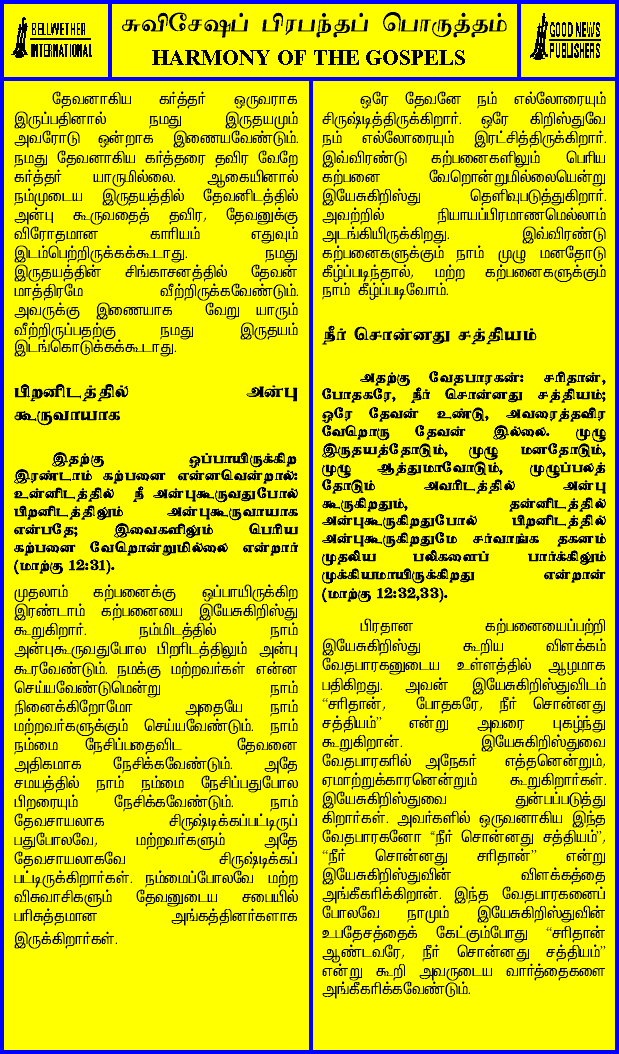 BELLWETHER
INTERNATIONAL
சுவிசேஷப் பிரபந்தப் பொருத்தம்
HARMONY OF THE GOSPELS
GOOD NEWS
PUBLISHERS
தேவனாகிய கர்த்தர் ஒருவராக
இருப்பதினால் நமது இருதயமும்
அவரோடு ஒன்றாக இணையவேண்டும்.
நமது தேவனாகிய கர்த்தரை தவிர வேறே
கர்த்தர் யாருமில்லை. ஆகையினால்
நம்முடைய இருதயத்தில் தேவனிடத்தில்
அன்பு கூருவதைத் தவிர, தேவனுக்கு
விரோதமான காரியம் எதுவும்
இடம்பெற்றிருக்கக்கூடாது. நமது
இருதயத்தின் சிங்காசனத்தில் தேவன்
மாத்திரமே வீற்றிருக்கவேண்டும்.
அவருக்கு இணையாக வேறு யாரும்
வீற்றிருப்பதற்கு நமது இருதயம்
இடங்கொடுக்கக்கூடாது.
பிறனிடத்தில் அன்பு
கூருவாயாக
இதற்கு ஒப்பாயிருக்கிற
இரண்டாம் கற்பனை என்னவென்றால்:
உன்னிடத்தில் நீ அன்புகூருவதுபோல்
பிறனிடத்திலும் அன்புகூருவாயாக
என்பதே; இவைகளிலும் பெரிய
கற்பனை வேறொன்றுமில்லை என்றார்
(மாற்கு 12:31).
முதலாம் கற்பனைக்கு ஒப்பாயிருக்கிற
இரண்டாம் கற்பனையை இயேசுகிறிஸ்து
கூறுகிறார். நம்மிடத்தில் நாம்
அன்புகூருவதுபோல பிறரிடத்திலும் அன்பு
கூரவேண்டும். நமக்கு மற்றவர்கள் என்ன
செய்யவேண்டுமென்று நாம்
நினைக்கிறோமோ அதையே நாம்
மற்றவர்களுக்கும் செய்யவேண்டும். நாம்
நம்மை நேசிப்பதைவிட தேவனை
அதிகமாக நேசிக்கவேண்டும். அதே
சமயத்தில் நாம் நம்மை நேசிப்பதுபோல
பிறரையும் நேசிக்கவேண்டும். நாம்
தேவசாயலாக சிருஷ்டிக்கப்பட்டிருப்
பதுபோலவே, மற்றவர்களும் அதே
தேவசாயலாகவே சிருஷ்டிக்கப்
பட்டிருக்கிறார்கள். நம்மைப்போலவே மற்ற
விசுவாசிகளும் தேவனுடைய சபையில்
பரிசுத்தமான அங்கத்தினர்களாக
இருக்கிறார்கள்.
ஒரே தேவனே நம் எல்லோரையும்
சிருஷ்டித்திருக்கிறார். ஒரே கிறிஸ்துவே
நம் எல்லோரையும் இரட்சித்திருக்கிறார்.
இவ்விரண்டு கற்பனைகளிலும் பெரிய
கற்பனை வேறொன்றுமில்லையென்று
இயேசுகிறிஸ்து தெளிவுபடுத்துகிறார்.
அவற்றில் நியாயப்பிரமாணமெல்லாம்
அடங்கியிருக்கிறது. இவ்விரண்டு
கற்பனைகளுக்கும் நாம் முழு மனதோடு
கீழ்ப்படிந்தால், மற்ற கற்பனைகளுக்கும்
நாம் கீழ்ப்படிவோம்.
நீர் சொன்னது சத்தியம்
அதற்கு வேதபாரகன்: சரிதான்,
போதகரே, நீர் சொன்னது சத்தியம்;
ஒரே தேவன் உண்டு, அவரைத்தவிர
வேறொரு தேவன் இல்லை. முழு
இருதயத்தோடும், முழு மனதோடும்,
முழு ஆத்துமாவோடும், முழுப்பலத்
தோடும் அவரிடத்தில் அன்பு
கூருகிறதும், தன்னிடத்தில்
அன்புகூருகிறதுபோல் பிறனிடத்தில்
அன்புகூருகிறதுமே சர்வாங்க தகனம்
முதலிய பலிகளைப் பார்க்கிலும்
முக்கியமாயிருக்கிறது என்றான்
(மாற்கு 12:32,33).
பிரதான கற்பனையைப்பற்றி
இயேசுகிறிஸ்து கூறிய விளக்கம்
வேதபாரகனுடைய உள்ளத்தில் ஆழமாக
பதிகிறது. அவன் இயேசுகிறிஸ்துவிடம்
“சரிதான், போதகரே, நீர் சொன்னது
சத்தியம்” என்று அவரை புகழ்ந்து
கூறுகிறான். இயேசுகிறிஸ்துவை
வேதபாரகரில் அநேகர் எத்தனென்றும்,
ஏமாற்றுக்காரனென்றும் கூறுகிறார்கள்.
இயேசுகிறிஸ்துவை துன்பப்படுத்து
கிறார்கள். அவர்களில் ஒருவனாகிய இந்த
வேதபாரகனோ “நீர் சொன்னது சத்தியம்”,
“நீர் சொன்னது சரிதான்” என்று
இயேசுகிறிஸ்துவின் விளக்கத்தை
அங்கீகரிக்கிறான். இந்த வேதபாரகனைப்
போலவே நாமும் இயேசுகிறிஸ்துவின்
உபதேசத்தைக் கேட்கும்போது “சரிதான்
ஆண்டவரே, நீர் சொன்னது சத்தியம்”
என்று கூறி அவருடைய வார்த்தைகளை
அங்கீகரிக்கவேண்டும்.